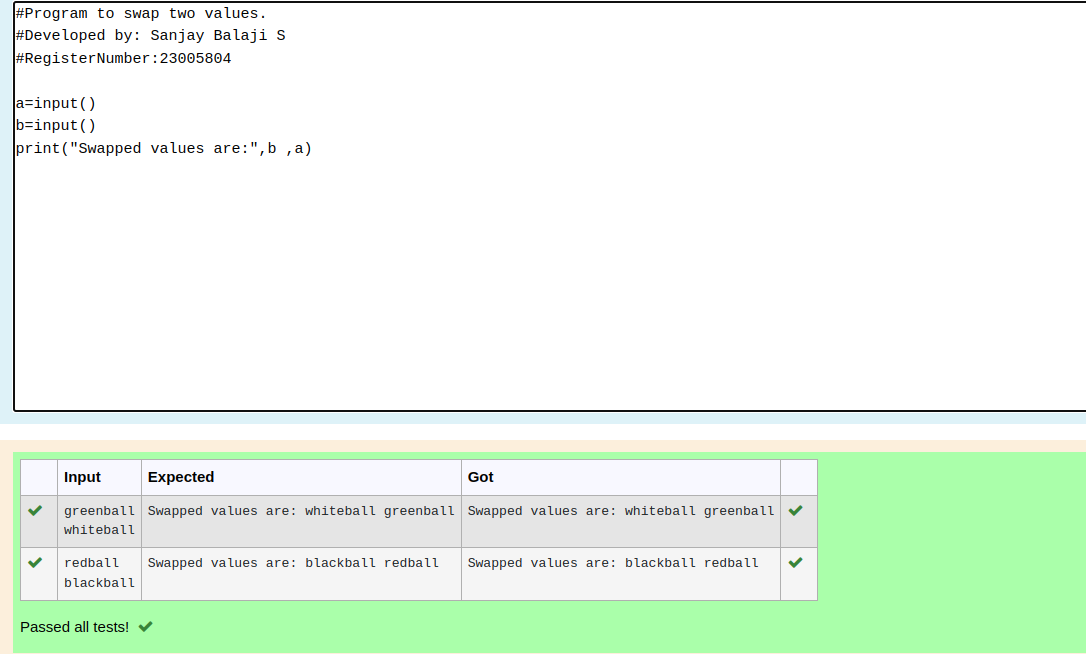 #Program to swap two values.
#Developed by: Sanjay Balaji S
#RegisterNumber:23005804
a=input()
b=input()
print("Swapped values are:",b ,a)
Input Expected Got
greenball Swapped values are: whiteball greenball Swapped values are: whiteball greenball
whiteball
redball Swapped values are: blackball redball Swapped values are: blackball redball
blackball
Passed all tests!